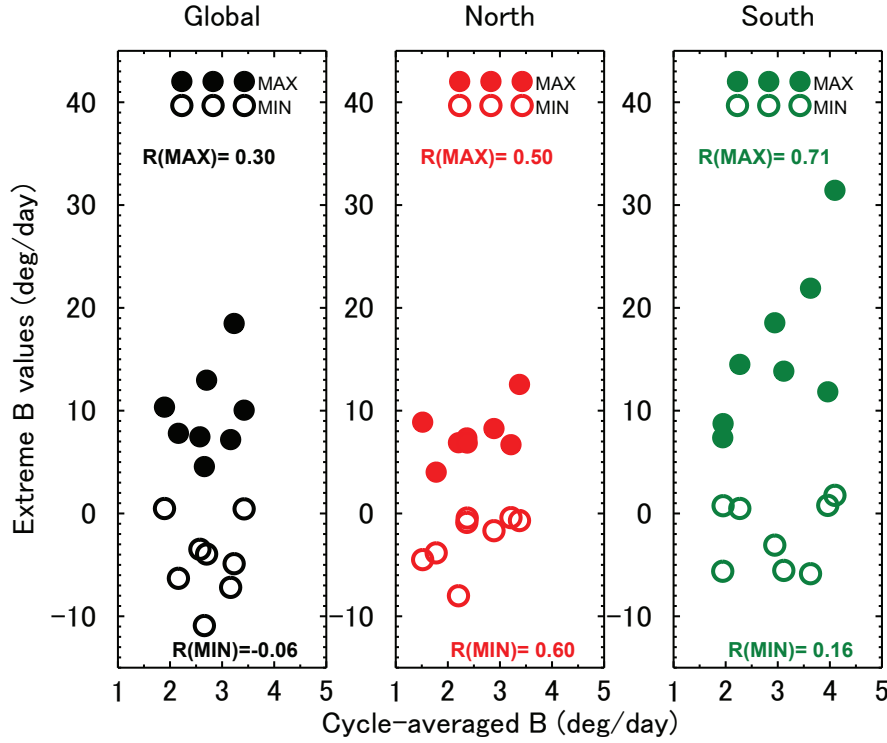 Global North South
MAX MAX MAX
MIN MIN MIN
R(MAX)= 0.30 R(MAX)= 0.50 R(MAX)= 0.71
Extreme B values (deg/day)
40 40 40
30 30 30
20 20 20
10 10 10
0 0 0
−10 −10 −10
R(MIN)=-0.06 R(MIN)= 0.60 R(MIN)= 0.16
1 2 3 4 5 1 2 3 4 5 1 2 3 4 5
Cycle-averaged B (deg/day)